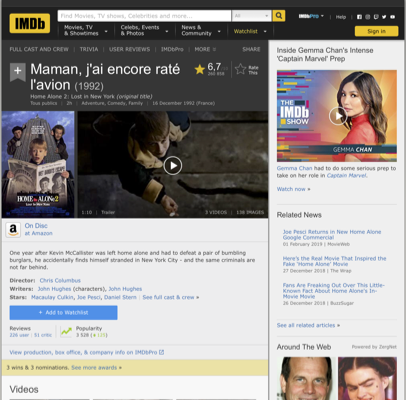 IMDb
Find Movies, TV shows, Celebrities and more...
All
IMDbPro
Help
Movies, TV
& Showtimes
Celebs, Events
& Photos
News &
Community
Watchlist
Sign in
FULL CAST AND CREW | TRIVIA | USER REVIEWS | IMDbPro | MORE
SHARE
Maman, j'ai encore raté
l'avion (1992)
6,7
Rate
This
Home Alone 2: Lost in New York (original title)
Tous publics | 2h | Adventure, Comedy, Family | 16 December 1992 (France)
HOME ALONE 2
1:10 | Trailer
3 VIDEOS | 138 IMAGES
On Disc
at Amazon
One year after Kevin McCallister was left home alone and had to defeat a pair of bumbling
burglars, he accidentally finds himself stranded in New York City - and the same criminals are
not far behind.
Director: Chris Columbus
Writers: John Hughes (characters), John Hughes
Stars: Macaulay Culkin, Joe Pesci, Daniel Stern | See full cast & crew »
+ Add to Watchlist
Reviews
226 user | 51 critic
Popularity
3 528
View production, box office, & company info on IMDbPro
3 wins & 3 nominations. See more awards »
Videos
Inside Gemma Chan's Intense
'Captain Marvel' Prep
THE
IMDb
SHOW
GEMMA CHAN
Gemma Chan had to do some serious prep to
take on her role in Captain Marvel.
Watch now »
Related News
Joe Pesci Returns in New Home Alone
Google Commercial
01 February 2019 | MovieWeb
Here's the Real Movie That Inspired the
Fake 'Home Alone' Movie
27 December 2018 | The Wrap
Fans Are Freaking Out Over This Little-
Known Fact About Home Alone's In-
Movie Movie
26 December 2018 | BuzzSugar
See all related articles »
Around The Web
Powered by ZergNet